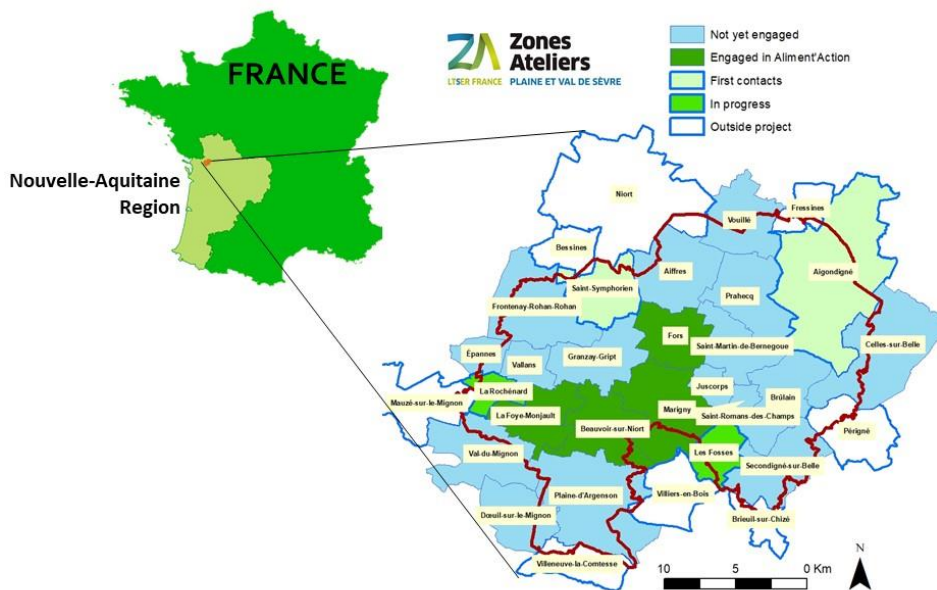 FRANCE
Nouvelle-Aquitaine
Region
ZA
LTSER FRANCE
Zones
Ateliers
PLAINE ET VAL DE SÈVRE
Not yet engaged
Engaged in Aliment'Action
First contacts
In progress
Outside project
Niort
Fressines
Vouillé
Bessines
Aiffres
Aigondigné
Saint-Symphorien
Prahecq
Frontenay-Rohan-Rohan
Fors
Saint-Martin-de-Bernegoue
Celles-sur-Belle
Épannes
Vallans
Granzay-Gript
La Rochénard
Juscorps
Brûlain
Mauzé-sur-le-Mignon
La Foye-Monjault
Marigny
Saint-Romans-des-Champs
Beauvoir-sur-Niort
Périgné
Val-du-Mignon
Les Fosses
Secondigné-sur-Belle
Plaine-d'Argenson
Villiers-en-Bois
Dœuil-sur-le-Mignon
Brieuil-sur-Chizé
Villeneuve-la-Comtesse
N
10 5 0 Km